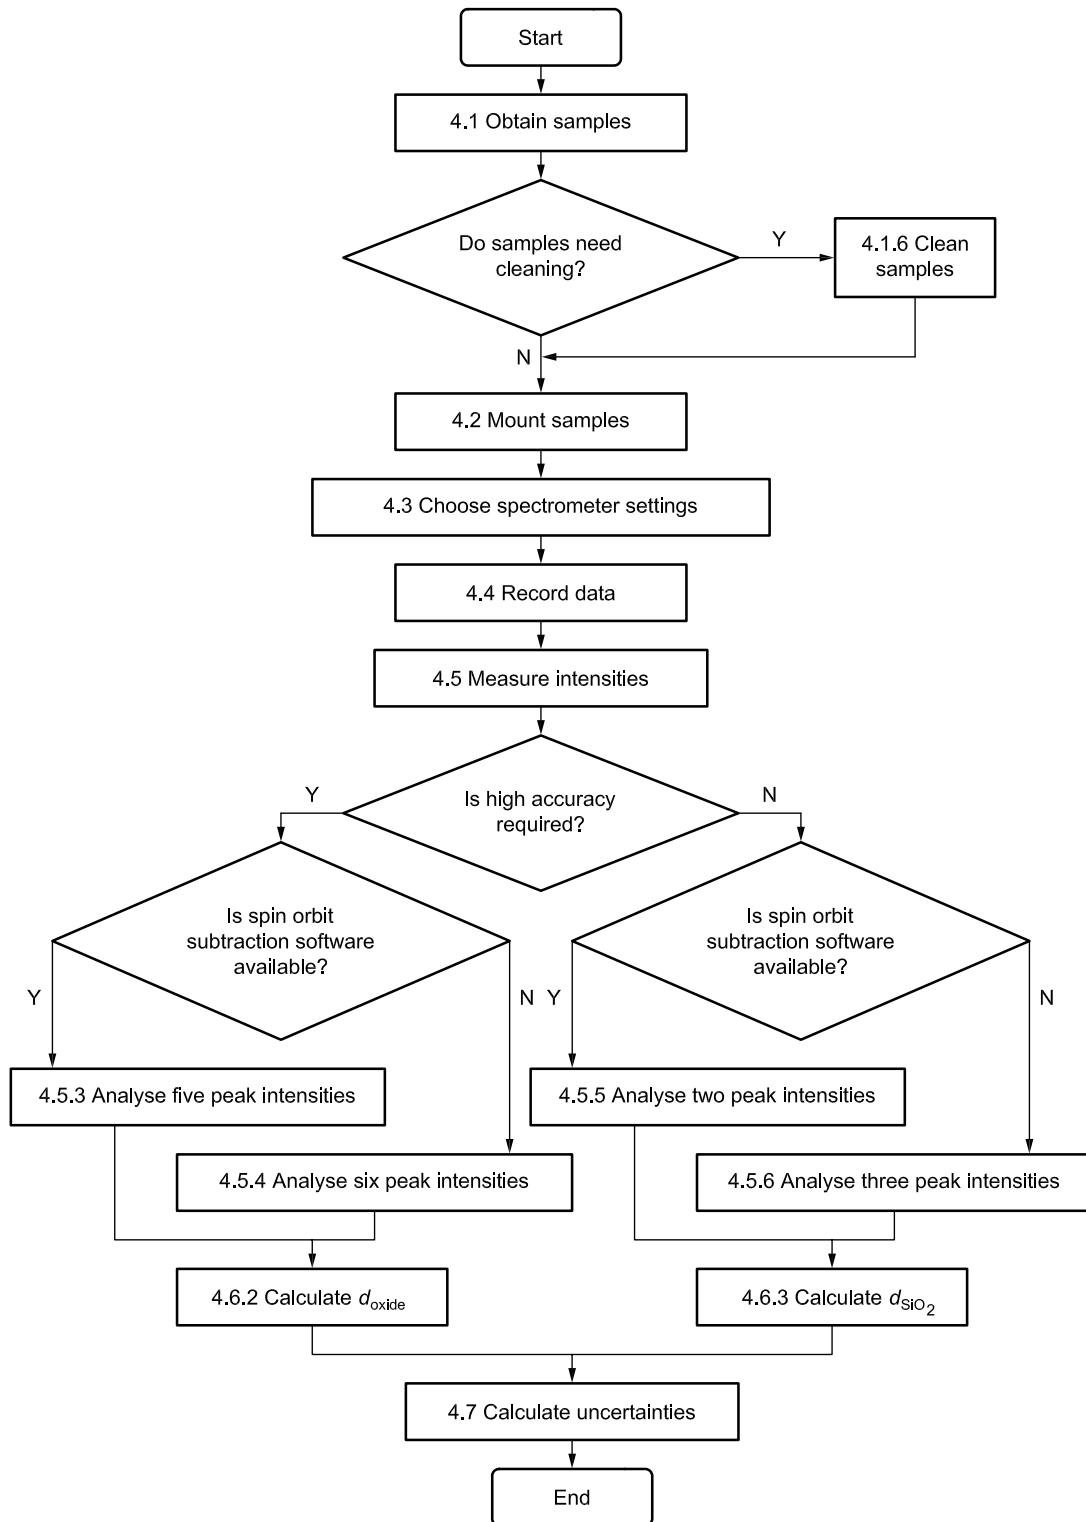 Start
4.1 Obtain samples
Do samples need
cleaning?
Y
4.1.6 Clean
samples
N
4.2 Mount samples
4.3 Choose spectrometer settings
4.4 Record data
4.5 Measure intensities
Is high accuracy
required?
Y
N
Is spin orbit
subtraction software
available?
Is spin orbit
subtraction software
available?
Y
N
Y
N
4.5.3 Analyse five peak intensities
4.5.5 Analyse two peak intensities
4.5.4 Analyse six peak intensities
4.5.6 Analyse three peak intensities
4.6.2 Calculate doxide
4.6.3 Calculate dSiO2
4.7 Calculate uncertainties
End